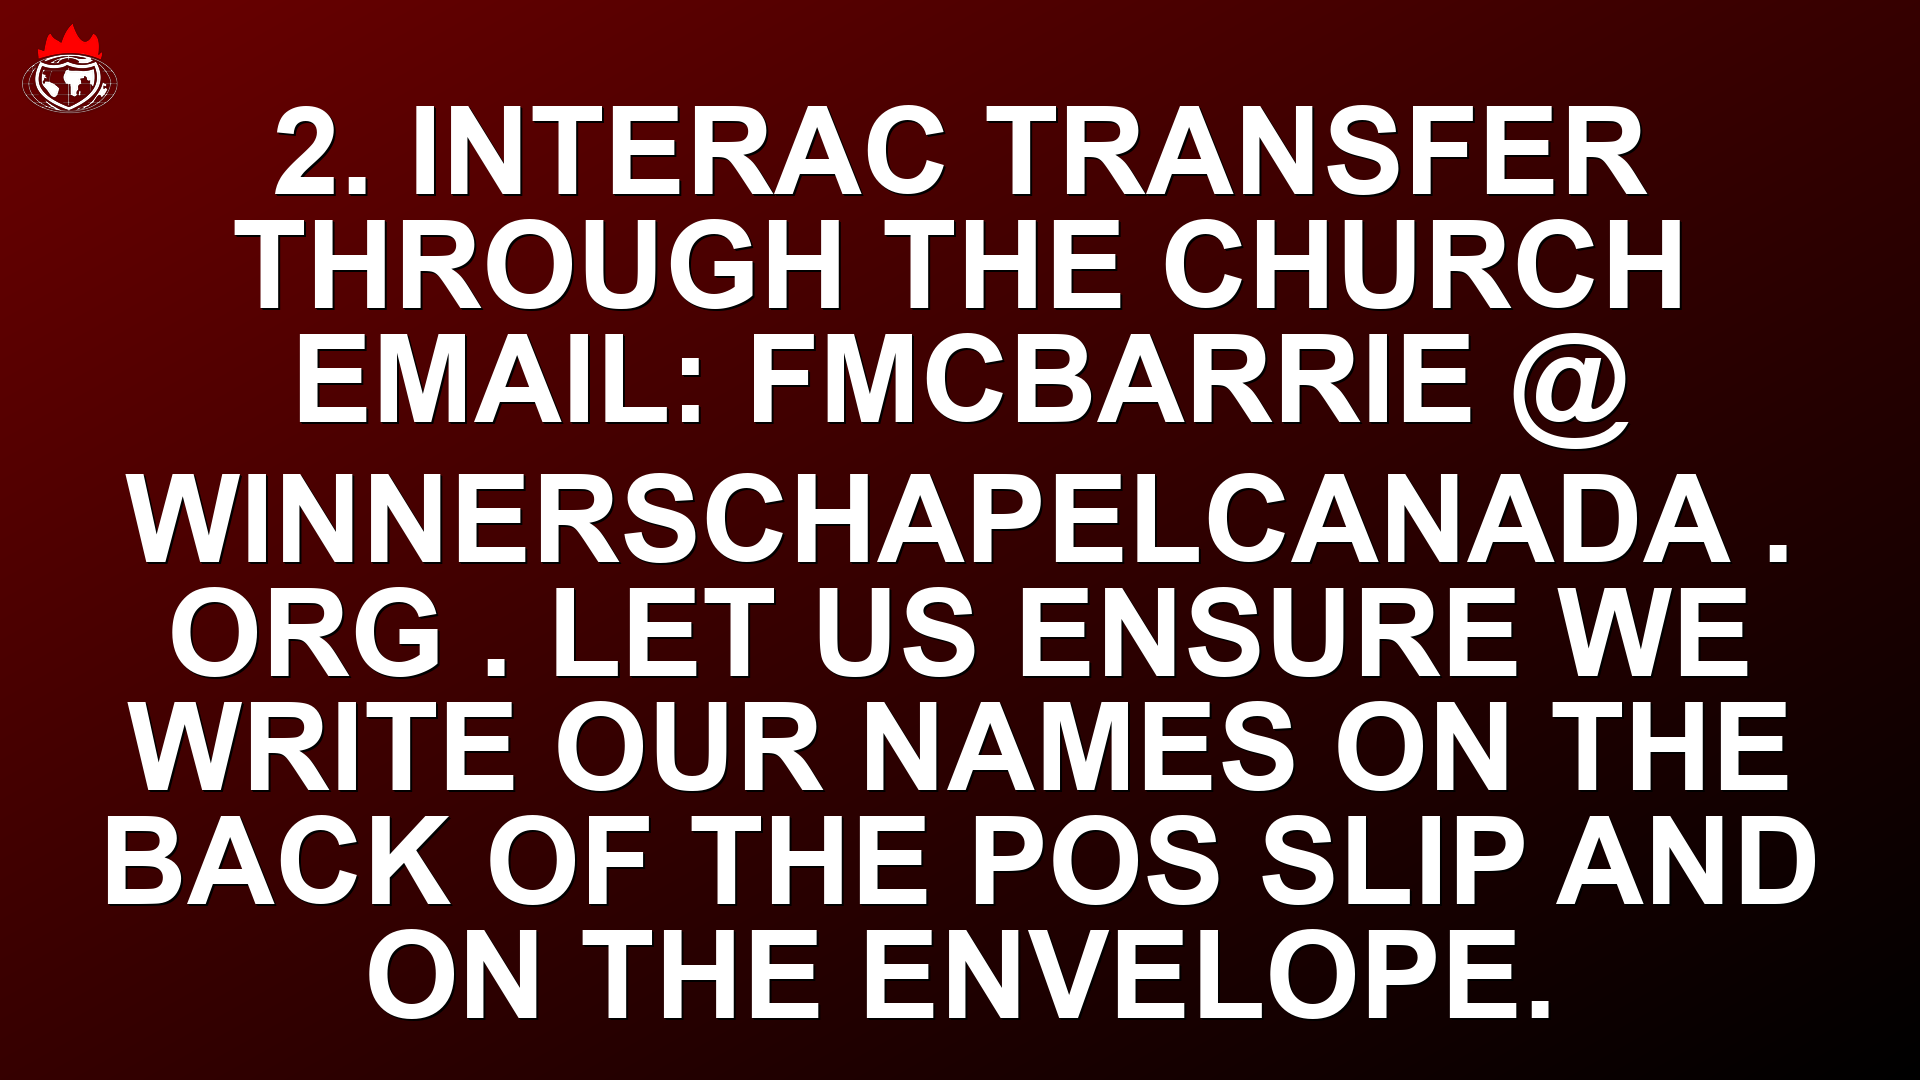 2. INTERAC TRANSFER
THROUGH THE CHURCH
EMAIL: FMCBARRIE @
WINNERSCHAPELCANADA .
ORG . LET US ENSURE WE
WRITE OUR NAMES ON THE
BACK OF THE POS SLIP AND
ON THE ENVELOPE.